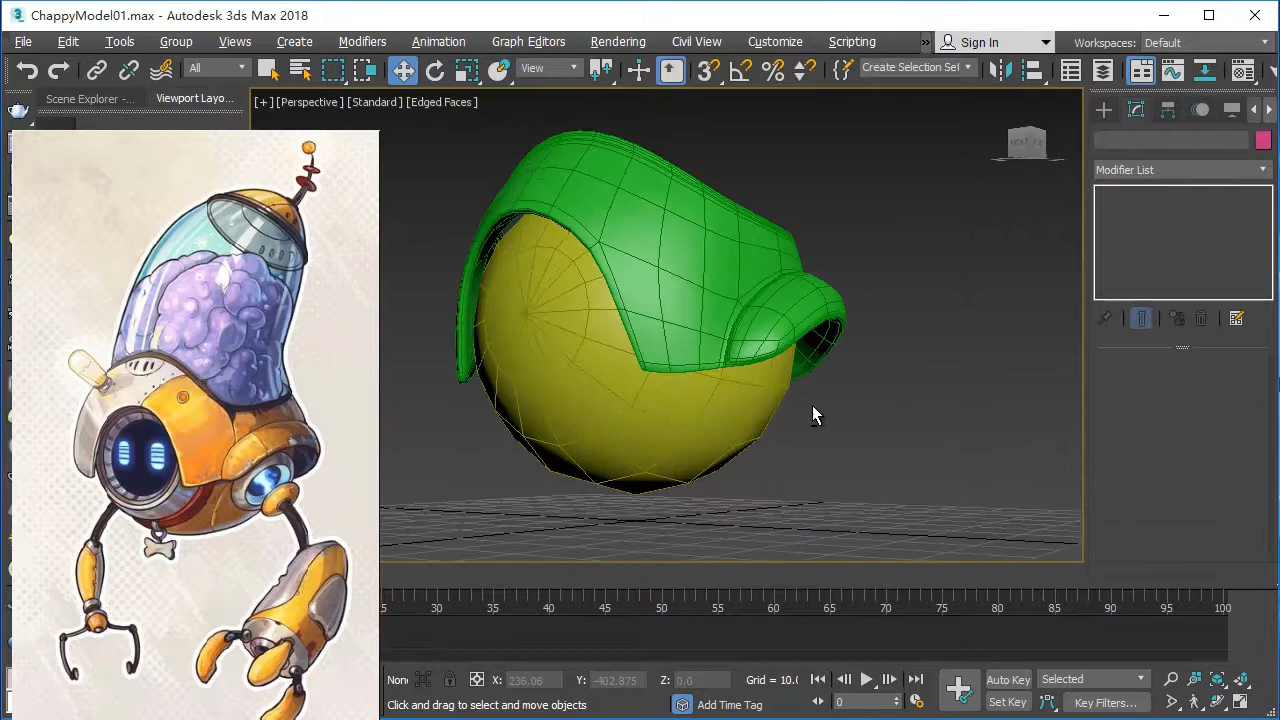 ChappyModel01.max - Autodesk 3ds Max 2018
File Edit Tools Group Views Create Modifiers Animation Graph Editors Rendering Civil View Customize Scripting » Sign In Workspaces: Default
All View Create Selection Sel
Scene Explorer -... Viewport Layo...
[+] [Perspective] [Standard] [Edged Faces]
Modifier List
25 30 35 40 45 50 55 60 65 70 75 80 85 90 95 100
Non X: 236.06 Y: -402.875 Z: 0.0 Grid = 10.0 Auto Key Selected
Click and drag to select and move objects Add Time Tag 0 Set Key Key Filters...